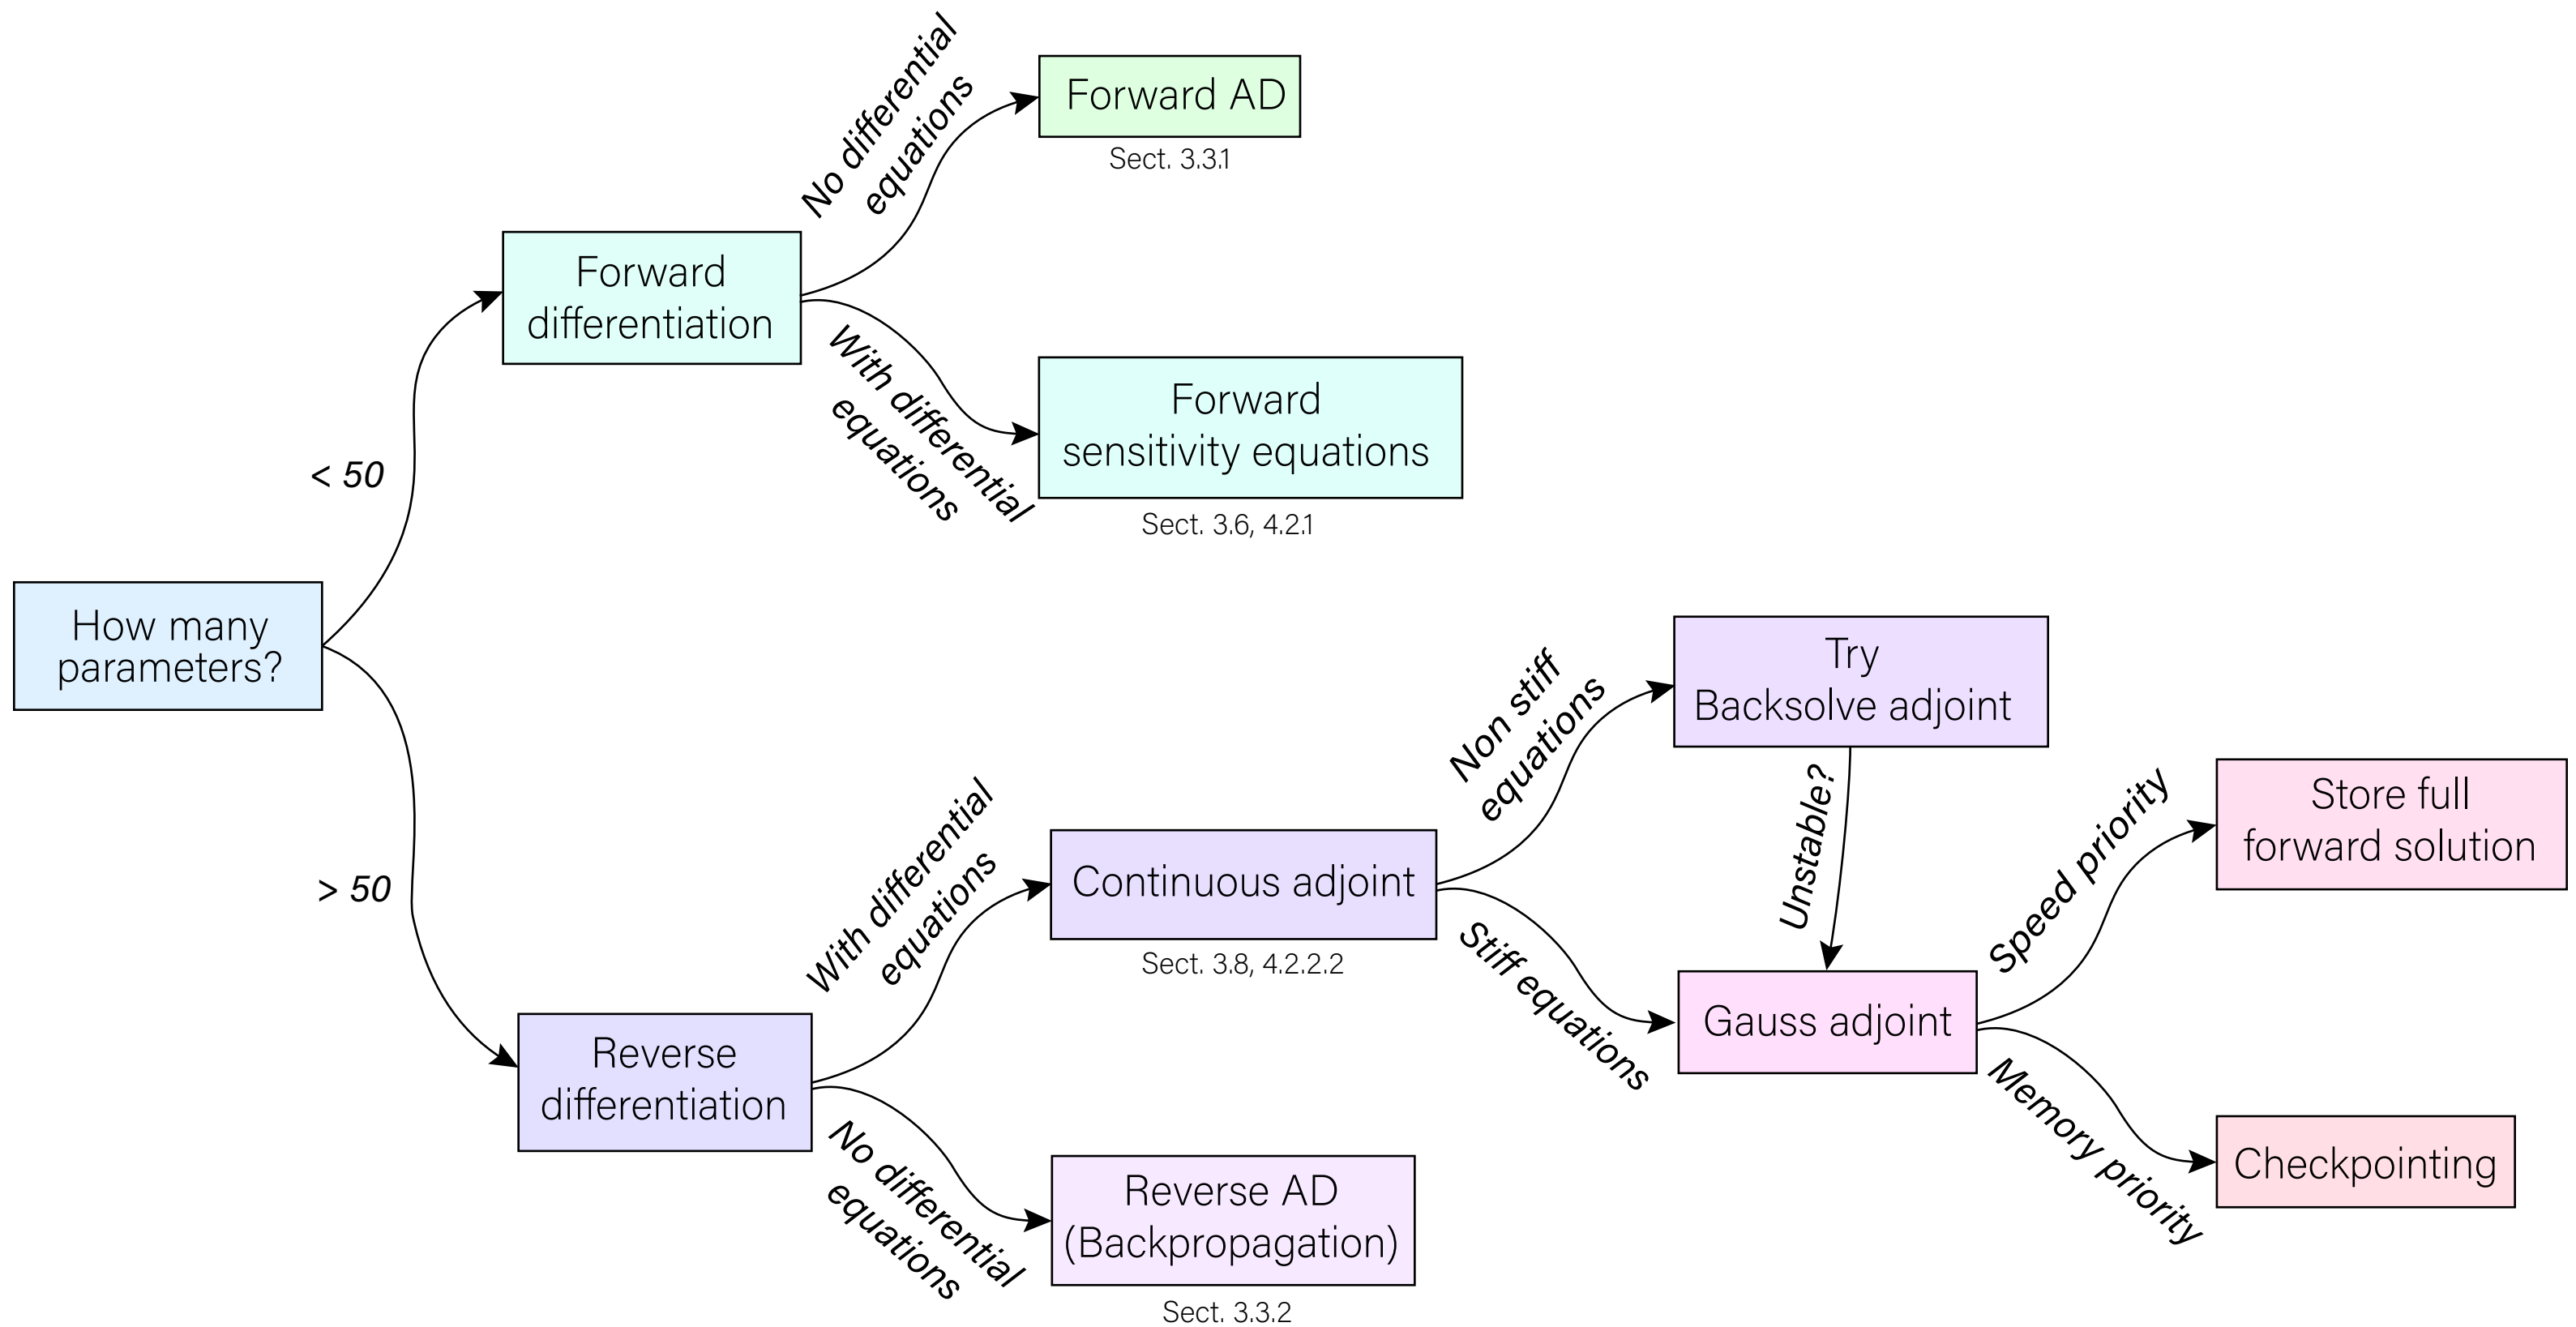 How many
parameters?
< 50
> 50
Forward
differentiation
No differential
equations
Forward AD
Sect. 3.3.1
With differential
equations
Forward
sensitivity equations
Sect. 3.6, 4.2.1
Reverse
differentiation
With differential
equations
Continuous adjoint
Sect. 3.8, 4.2.2.2
No differential
equations
Reverse AD
(Backpropagation)
Sect. 3.3.2
Non stiff
equations
Try
Backsolve adjoint
Unstable?
Stiff equations
Gauss adjoint
Speed priority
Store full
forward solution
Memory priority
Checkpointing